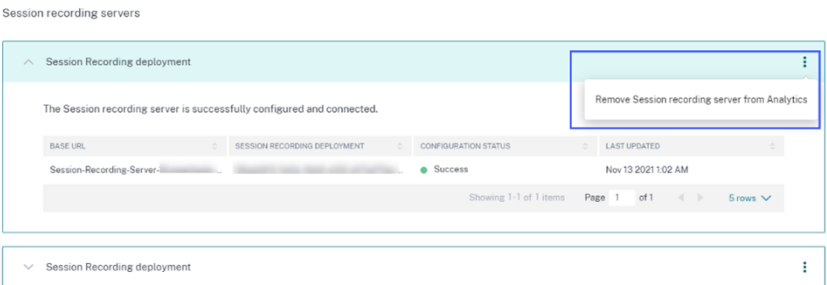 Session recording servers
Session Recording deployment
Remove Session recording server from Analytics
The Session recording server is successfully configured and connected.
BASE URL SESSION RECORDING DEPLOYMENT CONFIGURATION STATUS LAST UPDATED
Session-Recording-Server- ... ... Success Nov 13 2021 1:02 AM
Showing 1-1 of 1 items Page 1 of 1 5 rows
Session Recording deployment